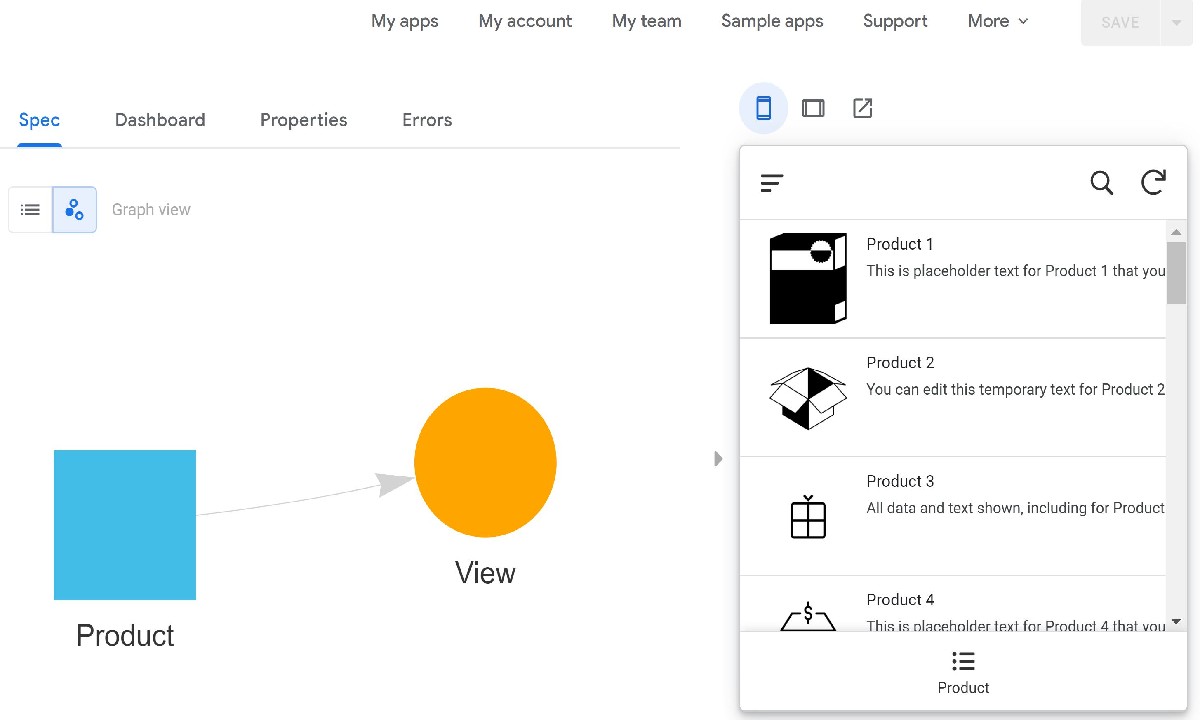 My apps My account My team Sample apps Support More SAVE
Spec Dashboard Properties Errors
Graph view
Product
View
Product 1
This is placeholder text for Product 1 that you
Product 2
You can edit this temporary text for Product 2
Product 3
All data and text shown, including for Product
Product 4
$
This is placeholder text for Product 4 that you
Product